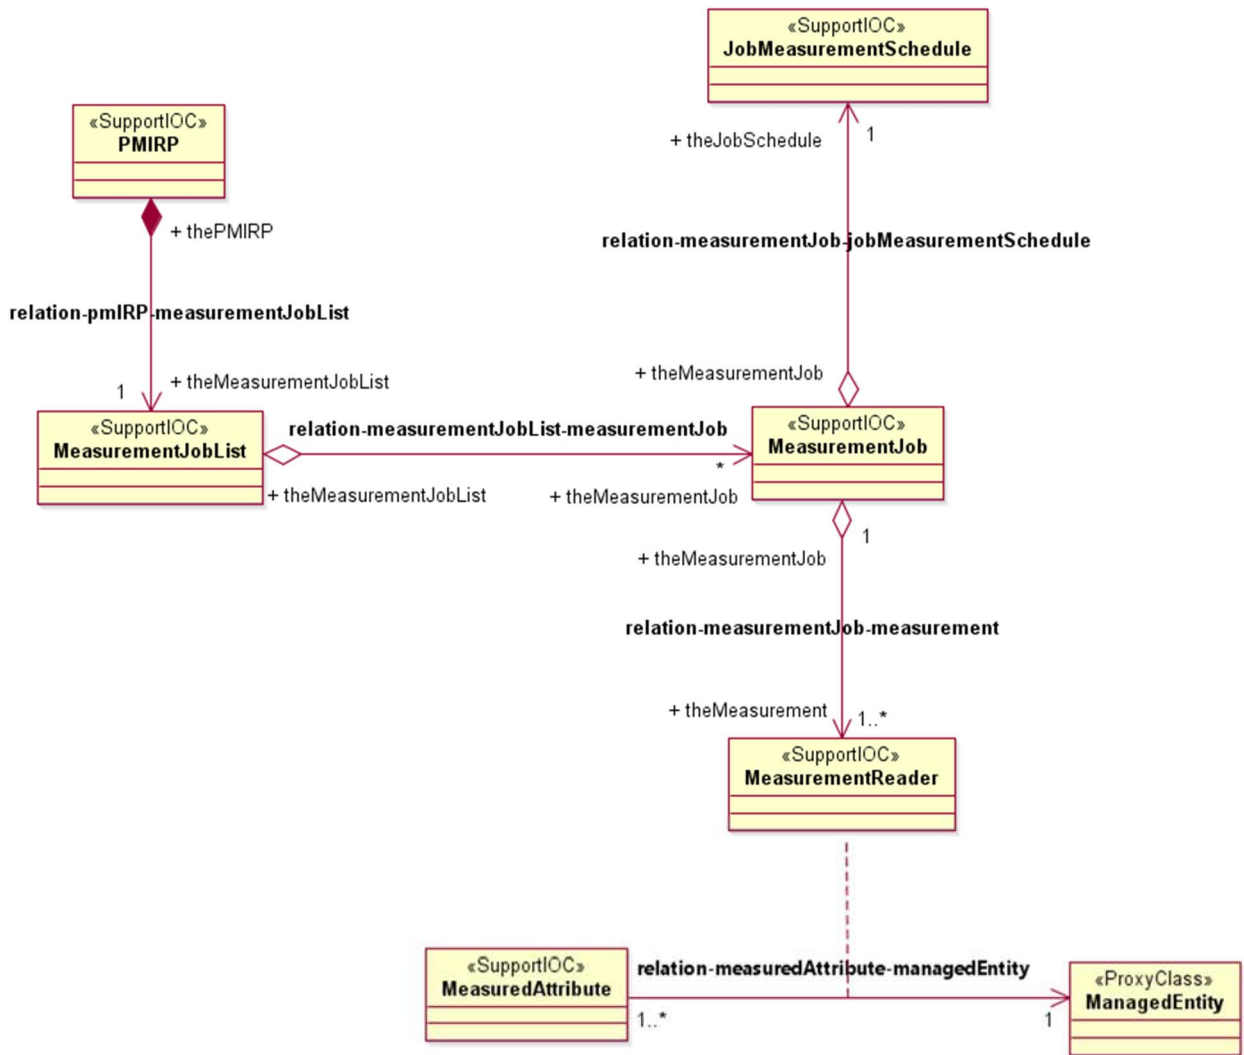 «SupportIOC»
JobMeasurementSchedule
«SupportIOC»
PMIRP
+ theJobSchedule
1
+ thePMIRP
relation-measurementJob-jobMeasurementSchedule
relation-pmIRP-measurementJobList
1
+ theMeasurementJobList
+ theMeasurementJob
«SupportIOC»
MeasurementJobList
relation-measurementJobList-measurementJob
*
«SupportIOC»
MeasurementJob
+ theMeasurementJobList
+ theMeasurementJob
1
+ theMeasurementJob
relation-measurementJob-measurement
+ theMeasurement
1..*
«SupportIOC»
MeasurementReader
«SupportIOC»
MeasuredAttribute
relation-measuredAttribute-managedEntity
1..*
1
«ProxyClass»
ManagedEntity